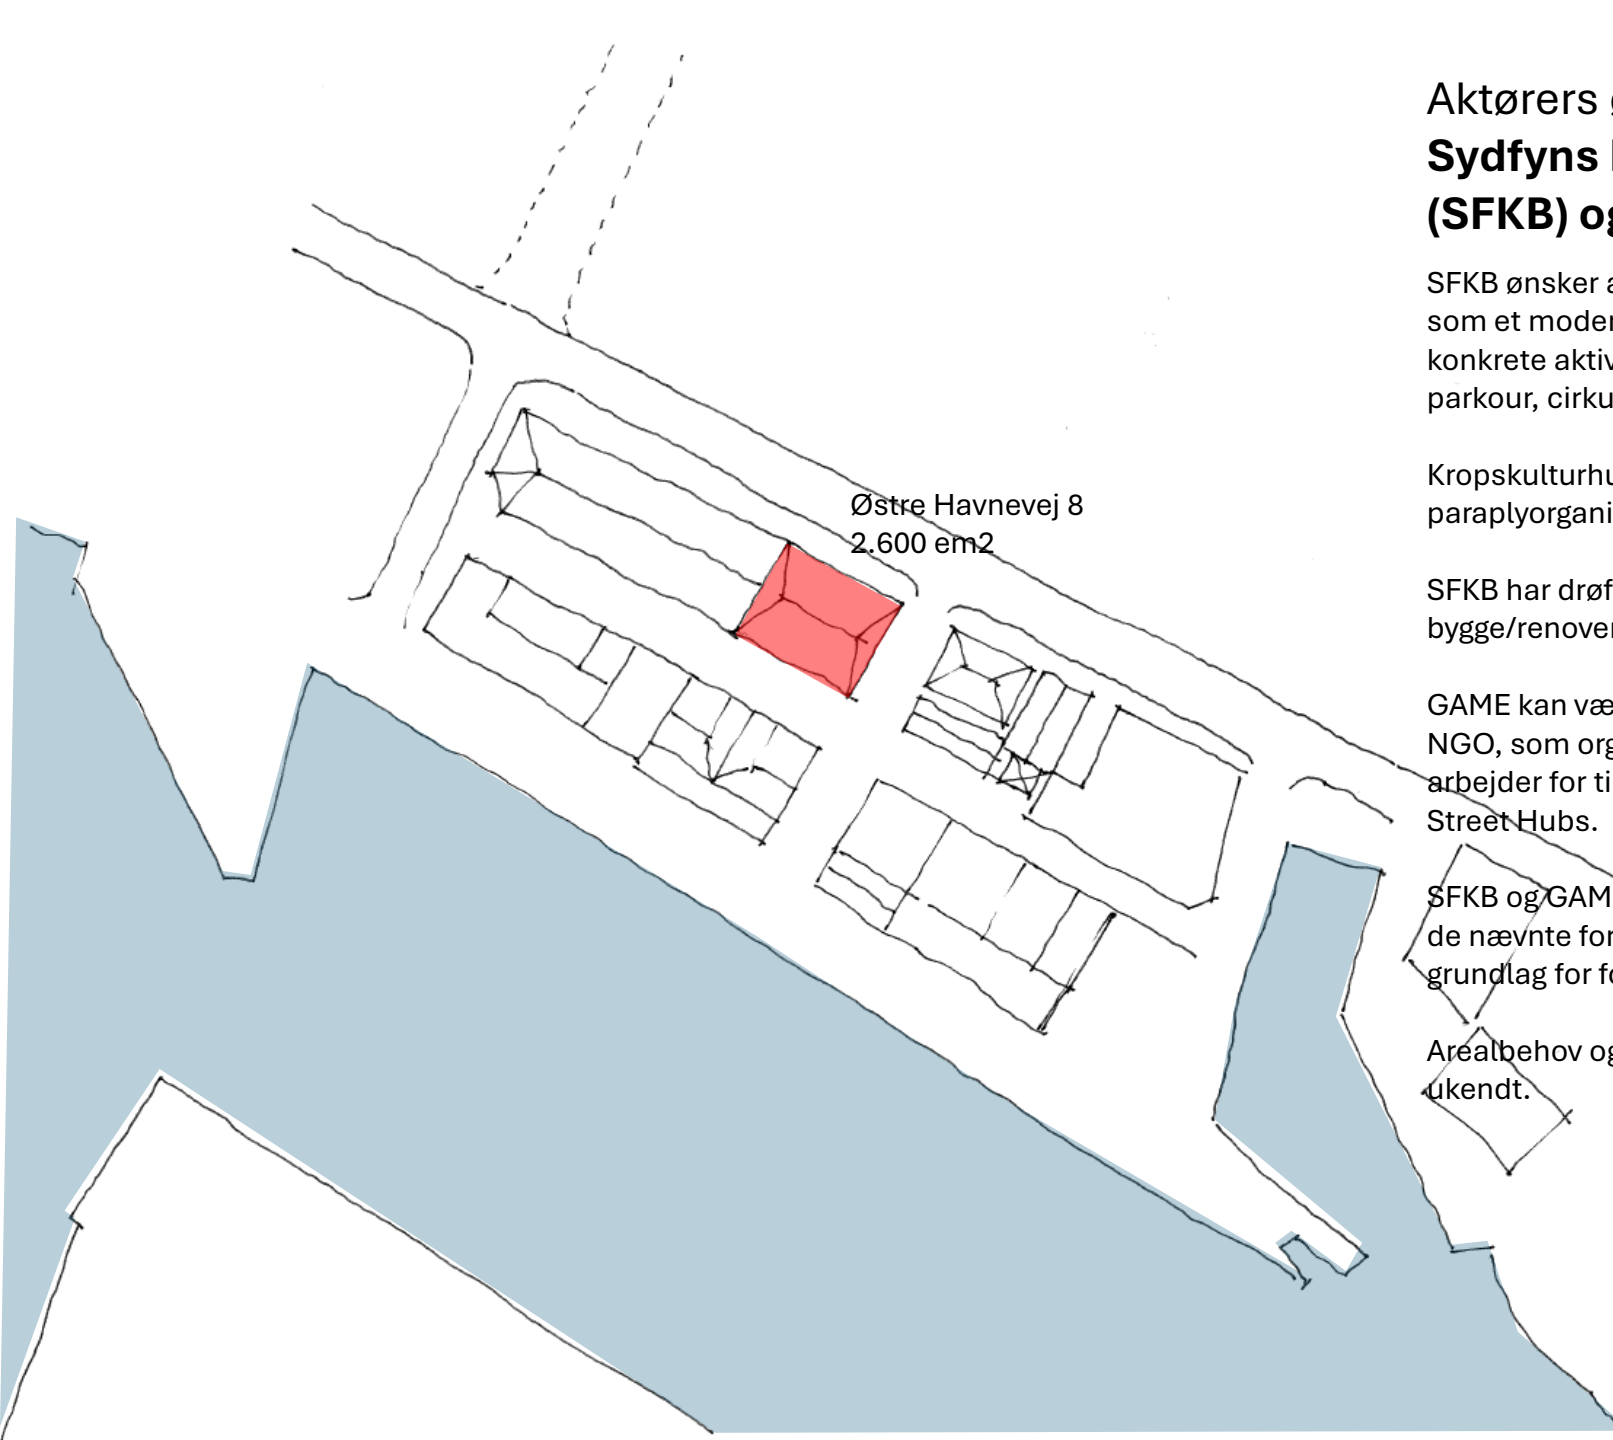 Østre Havnevej 8
2.600 em2
Aktørers
Sydfyns
(SFKB) og
SFKB ønsker a
som et moder
konkrete aktiv
parkour, cirku
Kropskulturhu
paraplyorgani
SFKB har drøf
bygge/renover
GAME kan væ
NGO, som org
arbejder for ti
Street Hubs.
SFKB og GAM
de nævnte for
grundlag for fo
Arealbehov og
ukendt.